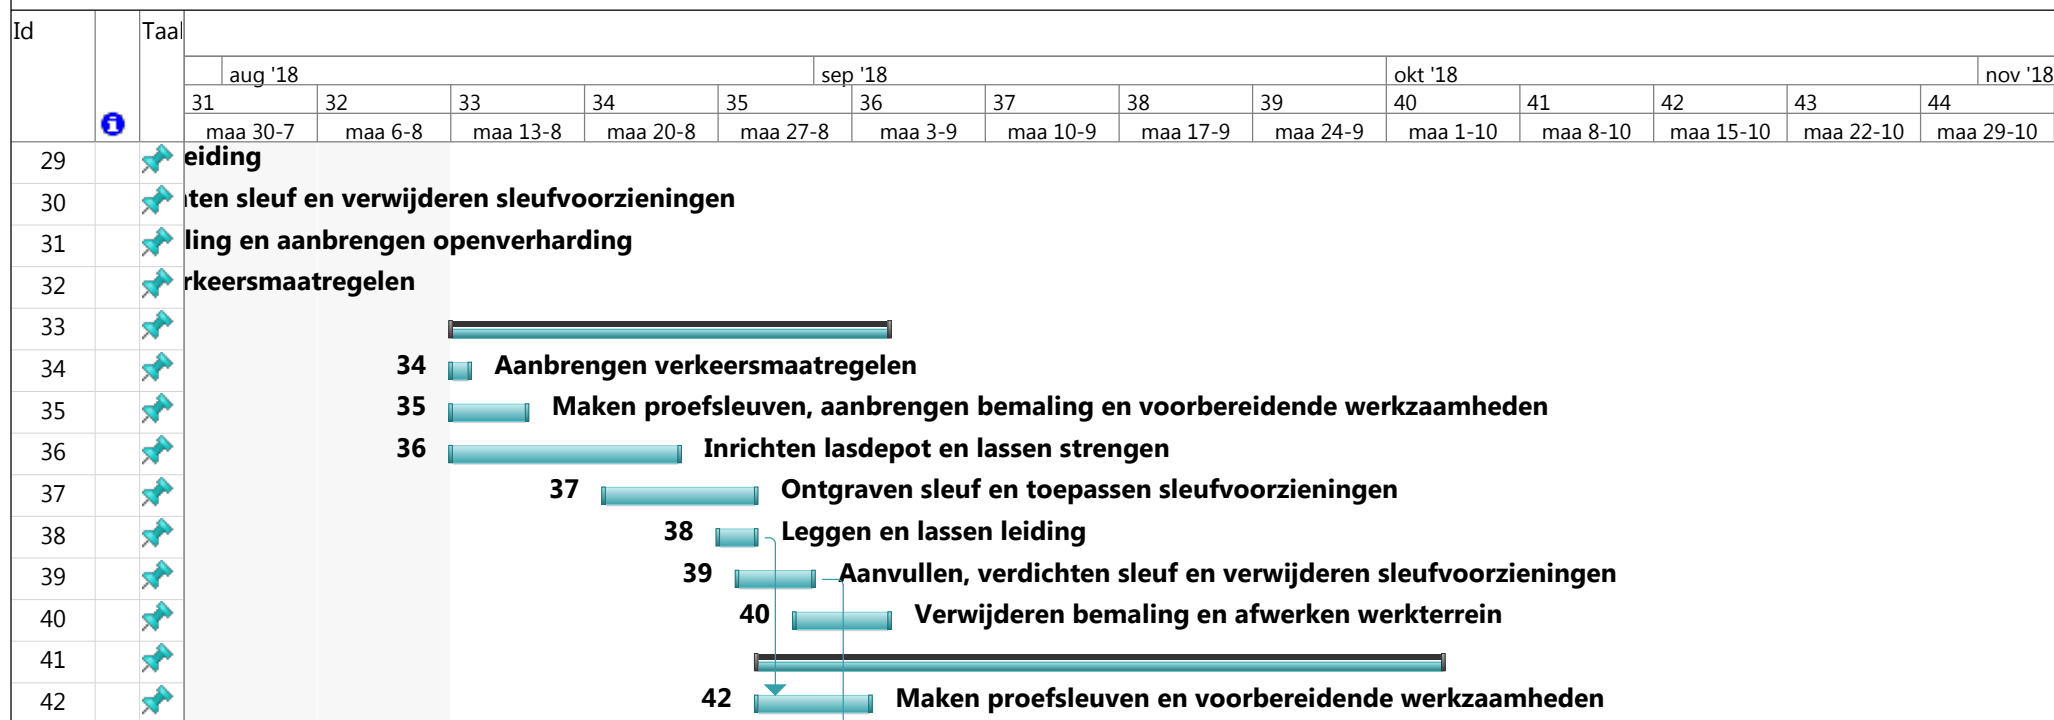 Id Taal
aug '18 sep '18 okt '18 nov '18
31 32 33 34 35 36 37 38 39 40 41 42 43 44
maa 30-7 maa 6-8 maa 13-8 maa 20-8 maa 27-8 maa 3-9 maa 10-9 maa 17-9 maa 24-9 maa 1-10 maa 8-10 maa 15-10 maa 22-10 maa 29-10
29 eiding
30 ten sleuf en verwijderen sleufvoorzieningen
31 ling en aanbrengen openverharding
32 rkeersmaatregelen
33
34 34 Aanbrengen verkeersmaatregelen
35 35 Maken proefsleuven, aanbrengen bemaling en voorbereidende werkzaamheden
36 36 Inrichten lasdepot en lassen strengen
37 37 Ontgraven sleuf en toepassen sleufvoorzieningen
38 38 Leggen en lassen leiding
39 39 Aanvullen, verdichten sleuf en verwijderen sleufvoorzieningen
40 40 Verwijderen bemaling en afwerken werkterrein
41
42 42 Maken proefsleuven en voorbereidende werkzaamheden